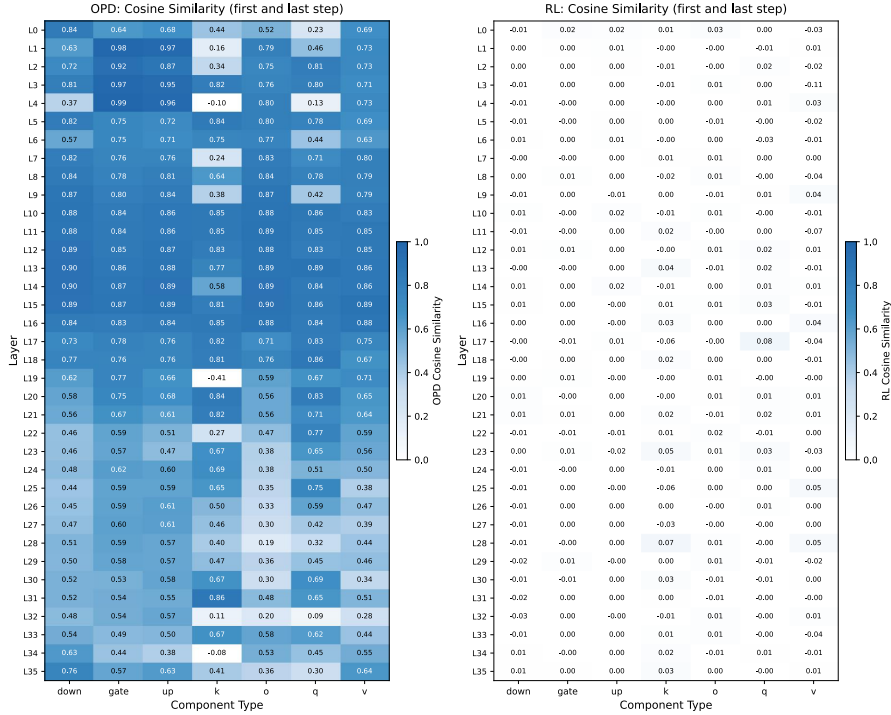 OPD: Cosine Similarity (first and last step)
L0 0.84 0.64 0.68 0.44 0.52 0.23 0.69
L1 0.63 0.98 0.97 0.16 0.79 0.46 0.73
L2 0.72 0.92 0.87 0.34 0.75 0.81 0.73
L3 0.81 0.97 0.95 0.82 0.76 0.80 0.71
L4 0.37 0.99 0.96 -0.10 0.80 0.13 0.73
L5 0.82 0.75 0.72 0.84 0.80 0.78 0.69
L6 0.57 0.75 0.71 0.75 0.77 0.44 0.63
L7 0.82 0.76 0.76 0.24 0.83 0.71 0.80
L8 0.84 0.78 0.81 0.64 0.84 0.78 0.79
L9 0.87 0.80 0.84 0.38 0.87 0.42 0.79
L10 0.88 0.84 0.86 0.85 0.88 0.86 0.83
L11 0.88 0.84 0.86 0.85 0.89 0.85 0.85
L12 0.89 0.85 0.87 0.83 0.88 0.86 0.85
L13 0.90 0.86 0.88 0.77 0.89 0.89 0.86
L14 0.90 0.87 0.89 0.58 0.89 0.84 0.86
L15 0.89 0.87 0.89 0.81 0.90 0.86 0.89
L16 0.84 0.83 0.84 0.85 0.88 0.88 0.88
L17 0.73 0.78 0.76 0.82 0.71 0.83 0.75
L18 0.77 0.76 0.76 0.81 0.76 0.86 0.67
L19 0.62 0.77 0.66 -0.41 0.59 0.67 0.71
L20 0.58 0.75 0.68 0.84 0.56 0.83 0.65
L21 0.56 0.67 0.61 0.82 0.56 0.71 0.64
L22 0.46 0.59 0.51 0.27 0.47 0.77 0.59
L23 0.46 0.57 0.47 0.67 0.38 0.65 0.56
L24 0.48 0.62 0.60 0.69 0.38 0.51 0.50
L25 0.44 0.59 0.59 0.65 0.35 0.75 0.38
L26 0.45 0.59 0.61 0.50 0.33 0.59 0.47
L27 0.46 0.60 0.61 0.46 0.30 0.42 0.39
L28 0.51 0.56 0.57 0.40 0.19 0.32 0.44
L29 0.50 0.58 0.57 0.47 0.36 0.45 0.46
L30 0.52 0.53 0.58 0.67 0.30 0.69 0.34
L31 0.52 0.54 0.55 0.86 0.48 0.65 0.51
L32 0.48 0.54 0.57 0.11 0.20 0.09 0.28
L33 0.54 0.49 0.50 0.67 0.58 0.62 0.44
L34 0.63 0.44 0.38 -0.08 0.53 0.45 0.55
L35 0.76 0.57 0.63 0.41 0.36 0.30 0.64
down gate up k o q v
Component Type
Layer
1.0
0.8
0.6
0.4
0.2
0.0
OPD Cosine Similarity
RL: Cosine Similarity (first and last step)
L0 -0.01 0.02 0.02 0.01 0.03 0.00 -0.03
L1 0.00 0.00 0.01 -0.00 -0.00 -0.01 0.01
L2 -0.01 0.00 -0.00 0.00 -0.00 0.02 -0.02
L3 -0.01 0.00 0.00 -0.01 0.01 0.00 -0.11
L4 -0.01 -0.00 -0.00 0.00 -0.00 0.01 0.03
L5 -0.01 0.00 0.00 0.00 -0.01 -0.00 -0.02
L6 0.01 0.00 0.01 -0.00 0.00 -0.03 -0.01
L7 -0.00 -0.00 -0.00 0.01 0.01 0.00 0.00
L8 0.00 0.01 0.00 -0.02 0.01 -0.00 -0.04
L9 -0.01 0.00 -0.01 0.00 -0.01 0.01 0.04
L10 0.01 -0.00 0.02 -0.01 0.01 -0.00 -0.01
L11 -0.01 -0.00 0.00 0.02 -0.00 0.00 -0.07
L12 0.01 0.01 0.00 -0.00 0.01 0.02 0.01
L13 -0.00 -0.00 0.00 0.04 -0.01 0.02 -0.01
L14 0.01 -0.00 0.02 -0.01 0.00 0.01 0.01
L15 0.01 0.01 -0.00 0.01 0.01 0.03 -0.01
L16 0.00 -0.00 0.00 0.03 -0.00 0.00 0.04
L17 -0.00 -0.01 0.01 -0.06 -0.00 0.08 -0.04
L18 -0.00 0.00 0.00 0.02 0.00 -0.01 0.00
L19 0.00 0.01 -0.00 -0.00 0.00 -0.00 -0.00
L20 0.01 -0.00 -0.00 -0.01 0.00 0.00 0.01
L21 0.01 0.01 0.00 0.02 -0.01 0.02 0.01
L22 -0.01 -0.01 -0.01 0.01 0.02 -0.01 0.00
L23 0.00 0.01 -0.02 0.05 0.01 0.03 -0.03
L24 -0.01 -0.00 0.00 -0.01 0.00 0.01 0.00
L25 -0.01 0.00 -0.00 -0.06 -0.01 0.00 0.05
L26 -0.01 0.00 0.00 -0.00 -0.01 -0.00 0.01
L27 -0.01 0.00 0.00 -0.03 -0.00 -0.01 0.00
L28 -0.01 0.00 0.00 0.07 0.01 -0.00 0.05
L29 -0.02 0.01 -0.00 0.00 0.00 -0.01 -0.02
L30 -0.01 -0.01 0.00 0.03 -0.01 -0.01 0.00
L31 -0.02 0.00 0.00 0.01 -0.01 -0.01 0.00
L32 -0.03 -0.00 0.00 -0.01 0.01 -0.00 0.01
L33 -0.01 0.00 0.00 0.01 0.01 -0.00 -0.04
L34 0.01 -0.00 -0.00 0.02 -0.01 0.01 -0.01
L35 0.01 0.00 0.00 0.03 0.00 -0.00 0.01
down gate up k o q v
Component Type
1.0
0.8
0.6
0.4
0.2
0.0
RL Cosine Similarity